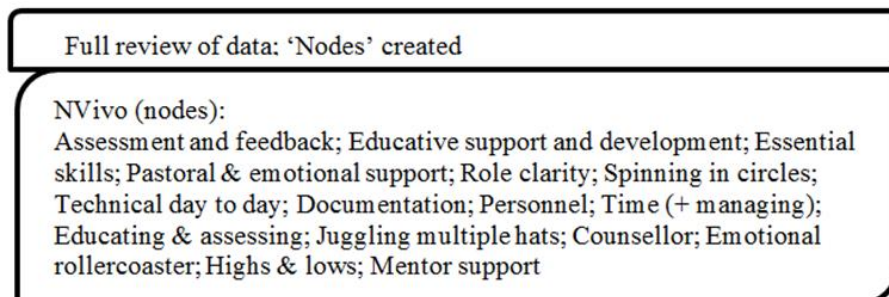 Full review of data: ‘Nodes’ created
NVivo (nodes):
Assessment and feedback; Educative support and development; Essential
skills; Pastoral & emotional support; Role clarity; Spinning in circles;
Technical day to day; Documentation; Personnel; Time (+ managing);
Educating & assessing; Juggling multiple hats; Counsellor; Emotional
rollercoaster; Highs & lows; Mentor support